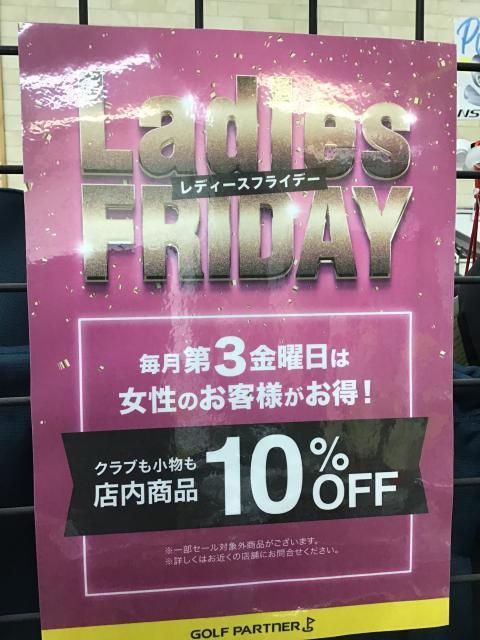 Ladies
レディースフライデー
FRIDAY
毎月第3金曜日は
女性のお客様がお得！
クラブも小物も
店内商品 10%OFF
※一部セール対象外商品がございます。
※詳しくはお近くの店舗にお問合せください。
GOLF PARTNER